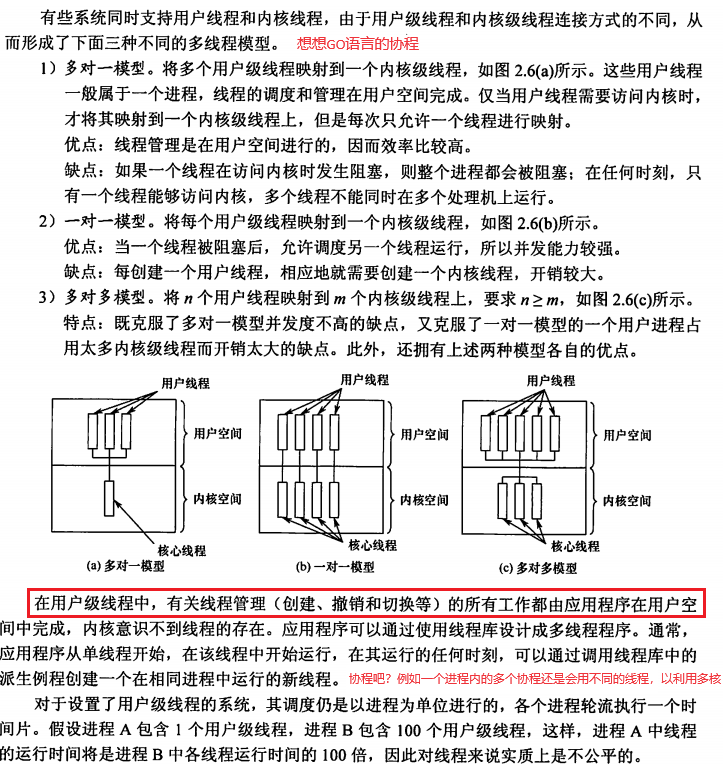 有些系统同时支持用户线程和内核线程，由于用户级线程和内核级线程连接方式的不同，从
而形成了下面三种不同的多线程模型。 想想GO语言的协程
1）多对一模型。将多个用户级线程映射到一个内核级线程，如图 2.6(a)所示。这些用户线程
一般属于一个进程，线程的调度和管理在用户空间完成。仅当用户线程需要访问内核时，
才将其映射到一个内核级线程上，但是每次只允许一个线程进行映射。
优点：线程管理是在用户空间进行的，因而效率比较高。
缺点：如果一个线程在访问内核时发生阻塞，则整个进程都会被阻塞；在任何时刻，只
有一个线程能够访问内核，多个线程不能同时在多个处理机上运行。
2）一对一模型。将每个用户级线程映射到一个内核级线程，如图 2.6(b)所示。
优点：当一个线程被阻塞后，允许调度另一个线程运行，所以并发能力较强。
缺点：每创建一个用户线程，相应地就需要创建一个内核线程，开销较大。
3）多对多模型。将 n 个用户线程映射到 m 个内核级线程上，要求 n ≥ m，如图 2.6(c)所示。
特点：既克服了多对一模型并发度不高的缺点，又克服了一对一模型的一个用户进程占
用太多内核级线程而开销太大的缺点。此外，还拥有上述两种模型各自的优点。
用户线程 用户线程 用户线程
用户空间 用户空间 用户空间
内核空间 内核空间 内核空间
核心线程 核心线程 核心线程
(a) 多对一模型 (b) 一对一模型 (c) 多对多模型
在用户级线程中，有关线程管理（创建、撤销和切换等）的所有工作都由应用程序在用户空
间中完成，内核意识不到线程的存在。应用程序可以通过使用线程库设计成多线程程序。通常，
应用程序从单线程开始，在该线程中开始运行，在其运行的任何时刻，可以通过调用线程库中的
派生例程创建一个在相同进程中运行的新线程。 协程吧？例如一个进程内的多个协程还是会用不同的线程，以利用多核
对于设置了用户级线程的系统，其调度仍是以进程为单位进行的，各个进程轮流执行一个时
间片。假设进程 A 包含 1 个用户级线程，进程 B 包含 100 个用户级线程，这样，进程 A 中线程
的运行时间将是进程 B 中各线程运行时间的 100 倍，因此对线程来说实质上是不公平的。